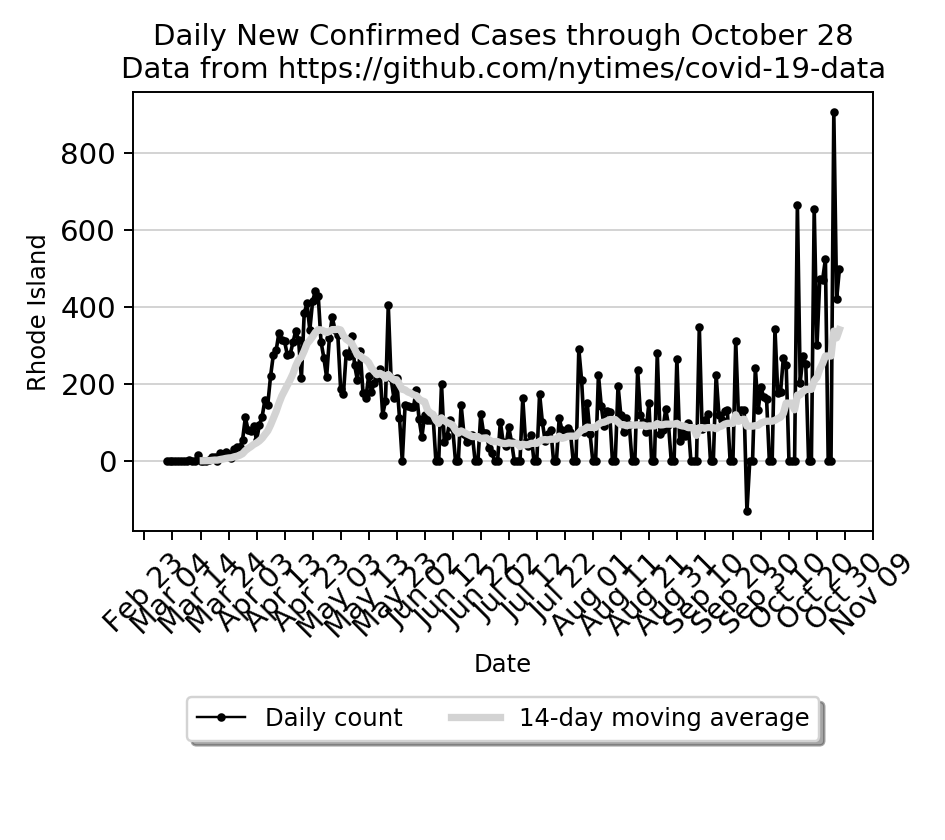 Daily New Confirmed Cases through October 28
Data from https://github.com/nytimes/covid-19-data
800
600
400
200
0
Rhode Island
Feb 23
Mar 04
Mar 14
Mar 24
Apr 03
Apr 13
Apr 23
May 03
May 13
May 23
Jun 02
Jun 12
Jun 22
Jul 02
Jul 12
Jul 22
Aug 01
Aug 11
Aug 21
Aug 31
Sep 10
Sep 20
Sep 30
Oct 10
Oct 20
Oct 30
Nov 09
Date
Daily count
14-day moving average